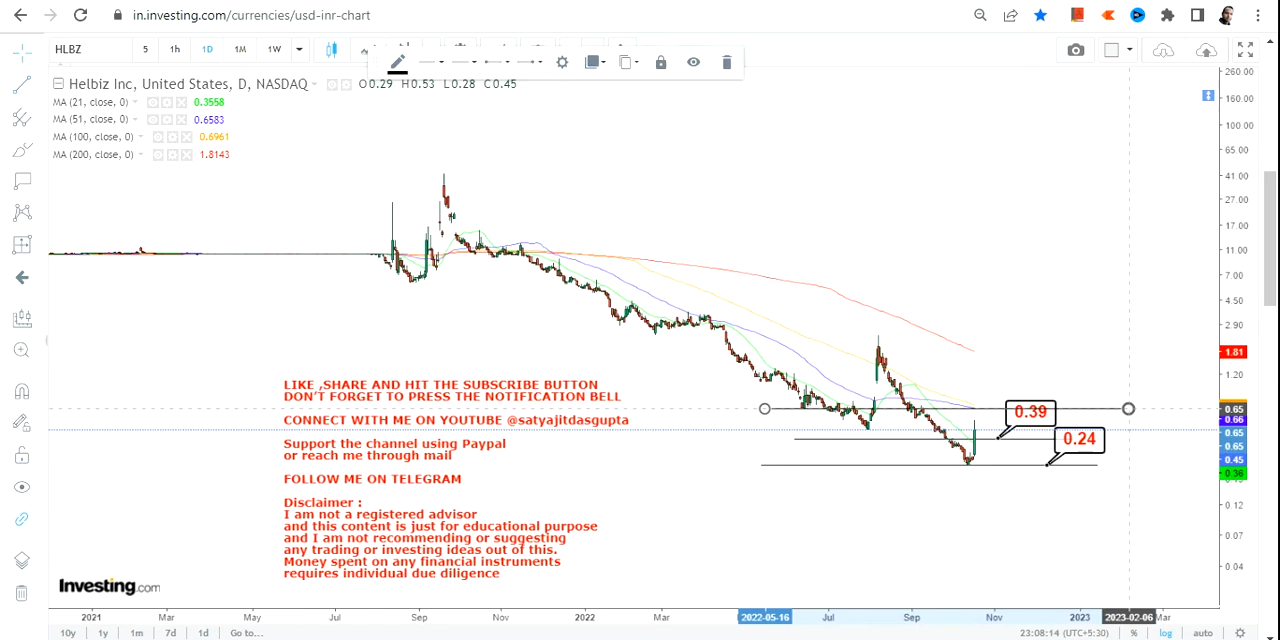 in.investing.com/currencies/usd-inr-chart
HLBZ
5
1h
1D
1M
1W
Helbiz Inc, United States, D, NASDAQ
O0.29 H0.53 L0.28 C0.45
MA (21, close, 0) 0.3558
MA (51, close, 0) 0.6583
MA (100, close, 0) 0.6961
MA (200, close, 0) 1.8143
260.00
160.00
100.00
65.00
41.00
27.00
17.00
11.00
7.00
4.50
2.90
1.81
1.20
0.65
0.66
0.65
0.65
0.45
0.36
0.12
0.07
0.04
0.39
0.24
LIKE ,SHARE AND HIT THE SUBSCRIBE BUTTON
DON'T FORGET TO PRESS THE NOTIFICATION BELL
CONNECT WITH ME ON YOUTUBE @satyajitdasgupta
Support the channel using Paypal
or reach me through mail
FOLLOW ME ON TELEGRAM
Disclaimer :
I am not a registered advisor
and this content is just for educational purpose
and I am not recommending or suggesting
any trading or investing ideas out of this.
Money spent on any financial instruments
requires individual due diligence
Investing.com
2021 Mar May Jul Sep Nov 2022 Mar 2022-05-16 Jul Sep Nov 2023 2023-02-06 Mar
10y 1y 1m 7d 1d Go to... 23:08:14 (UTC+5:30) % log auto